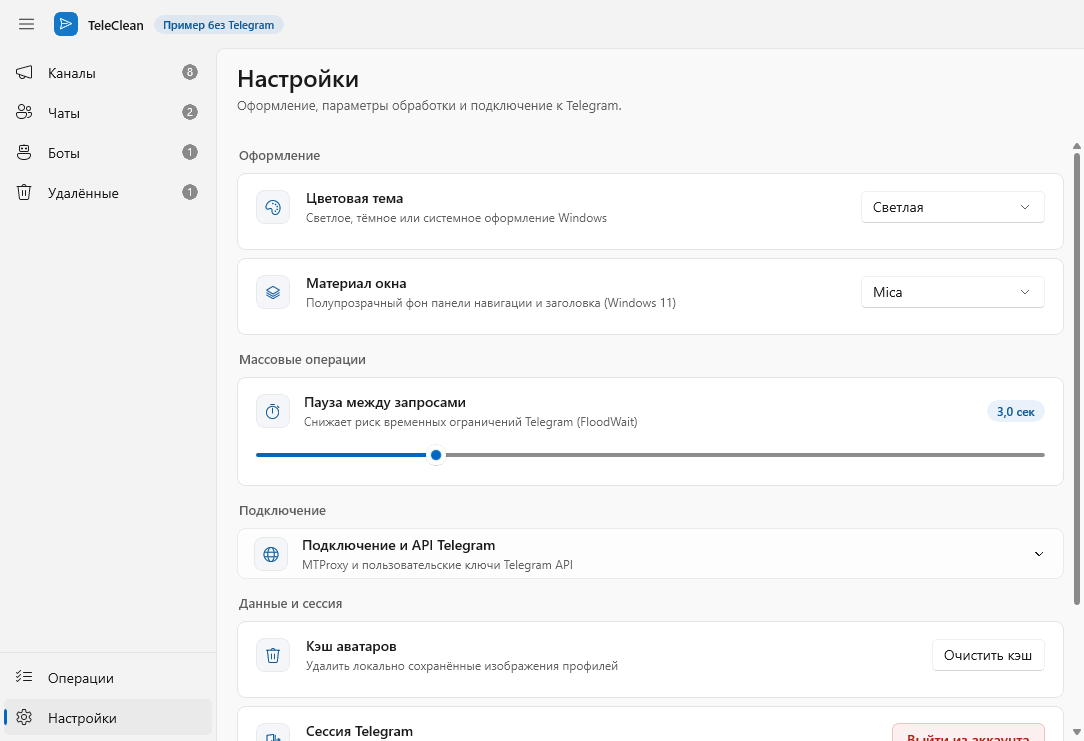 TeleClean
Пример без Telegram
Каналы 8
Чаты 2
Боты 1
Удалённые 1
Операции
Настройки
Настройки
Оформление, параметры обработки и подключение к Telegram.
Оформление
Цветовая тема
Светлое, тёмное или системное оформление Windows
Светлая
Материал окна
Полупрозрачный фон панели навигации и заголовка (Windows 11)
Mica
Массовые операции
Пауза между запросами
Снижает риск временных ограничений Telegram (FloodWait)
3,0 сек
Подключение
Подключение и API Telegram
MTProxy и пользовательские ключи Telegram API
Данные и сессия
Кэш аватаров
Удалить локально сохранённые изображения профилей
Очистить кэш
Сессия Telegram
Выйти из аккаунта